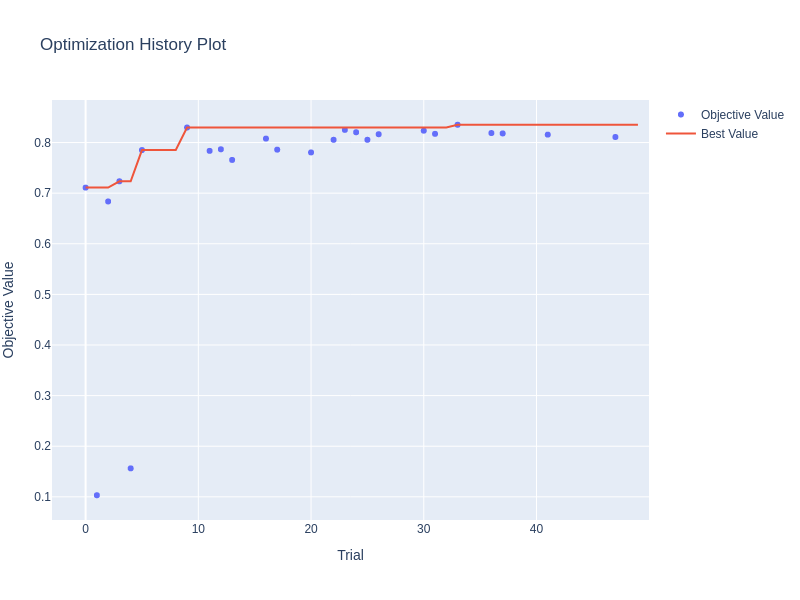 Optimization History Plot
Objective Value
Best Value
0.8
0.7
0.6
0.5
0.4
0.3
0.2
0.1
Objective Value
0 10 20 30 40
Trial